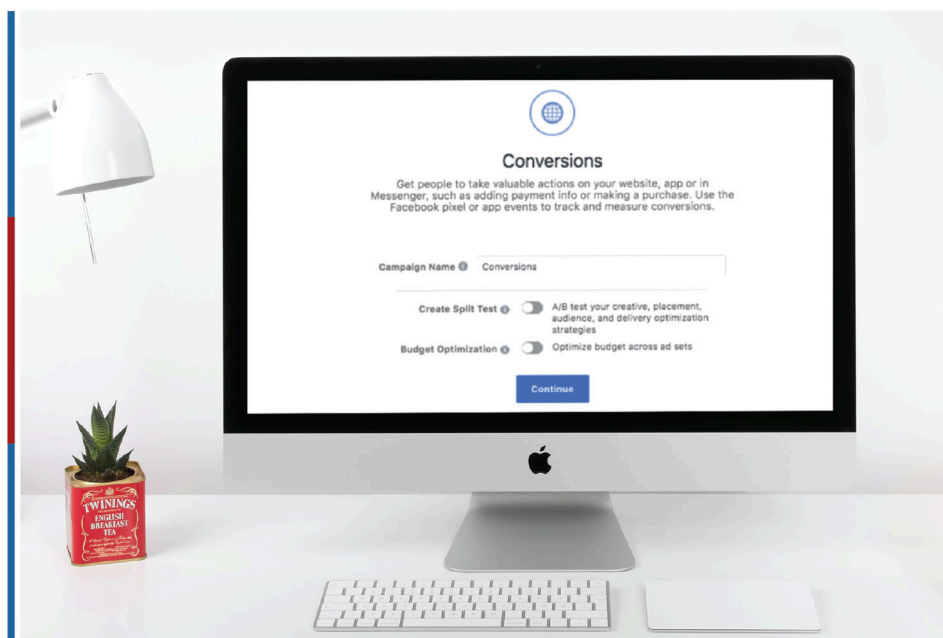 Conversions
Get people to take valuable actions on your website, app or in
Messenger, such as adding payment info or making a purchase. Use the
Facebook pixel or app events to track and measure conversions.
Campaign Name
Conversions
Create Split Test
A/B test your creative, placement,
audience, and delivery optimization
strategies
Budget Optimization
Optimize budget across ad sets
Continue
TWININGS
ENGLISH
BREAKFAST
TEA